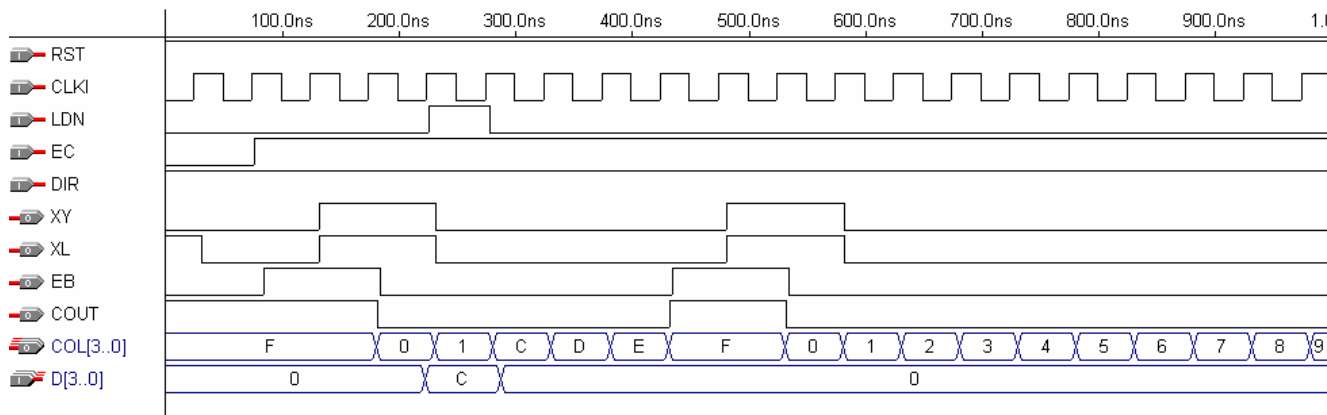 100.0ns 200.0ns 300.0ns 400.0ns 500.0ns 600.0ns 700.0ns 800.0ns 900.0ns 1.0
RST
CLKI
LDN
EC
DIR
XY
XL
EB
COUT
COL[3..0] F 0 1 C D E F 0 1 2 3 4 5 6 7 8 9
D[3..0] 0 C 0